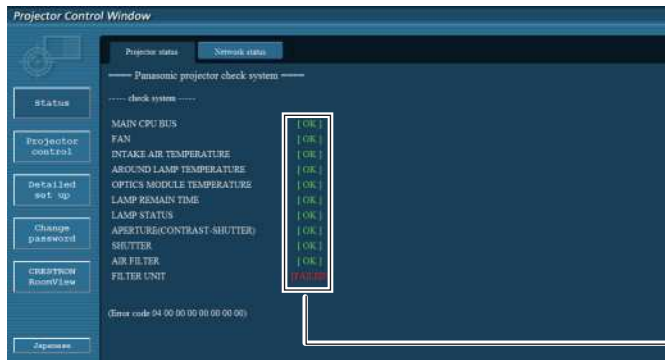 Projector Control Window
Projector status
Network status
----- Panasonic projector check system -----
----- check system -----
Status
MAIN CPU BUS [ OK ]
FAN [ OK ]
INTAKE AIR TEMPERATURE [ OK ]
AROUND LAMP TEMPERATURE [ OK ]
OPTICS MODULE TEMPERATURE [ OK ]
LAMP REMAIN TIME [ OK ]
LAMP STATUS [ OK ]
APERTURE(CONTRAST-SHUTTER) [ OK ]
SHUTTER [ OK ]
AIR FILTER [ OK ]
FILTER UNIT [FAILED]
(Error code 04 00 00 00 00 00 00 00)
Projector
control
Detailed
set up
Change
password
CRESTRON
RoomView
Japanese